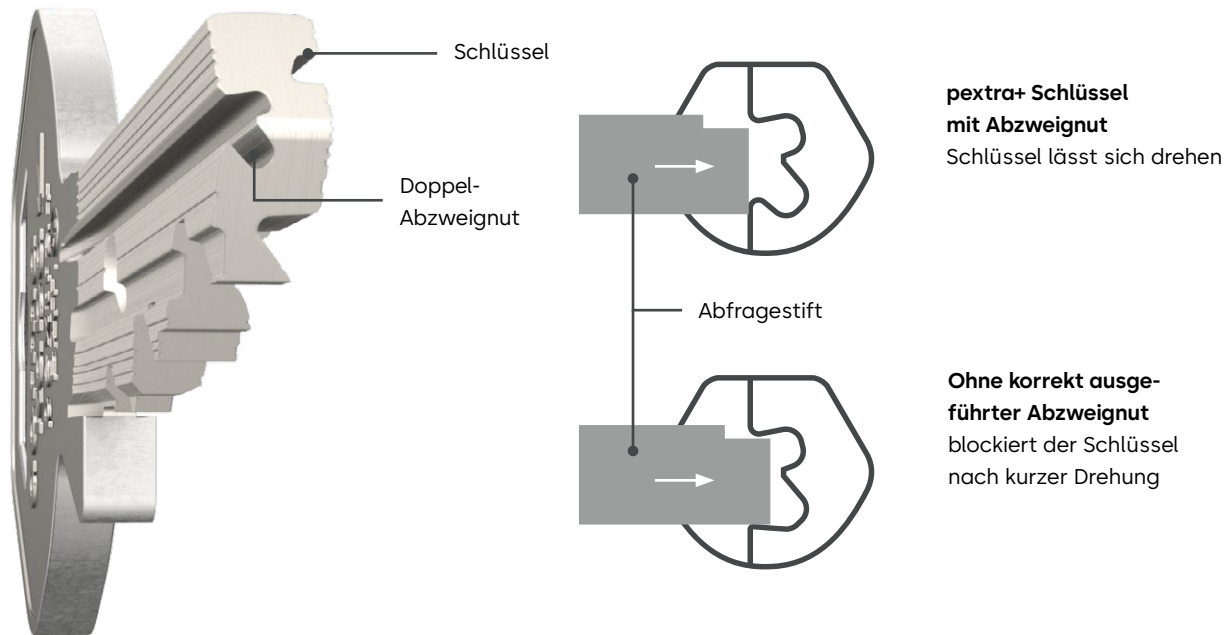 Schlüssel
Doppel-
Abzweignut
pextra+ Schlüssel
mit Abzweignut
Schlüssel lässt sich drehen
Abfragestift
Ohne korrekt ausge-
führter Abzweignut
blockiert der Schlüssel
nach kurzer Drehung